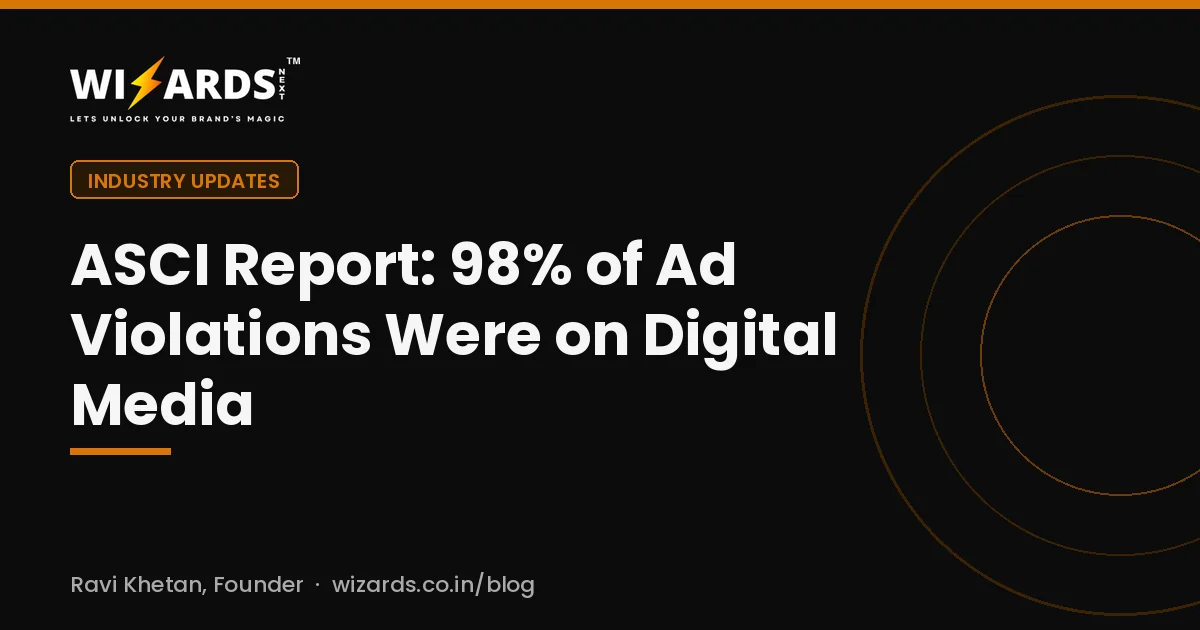 WIZARDS NEXT TM
LETS UNLOCK YOUR BRAND'S MAGIC
INDUSTRY UPDATES
ASCI Report: 98% of Ad
Violations Were on Digital
Media
Ravi Khetan, Founder · wizards.co.in/blog